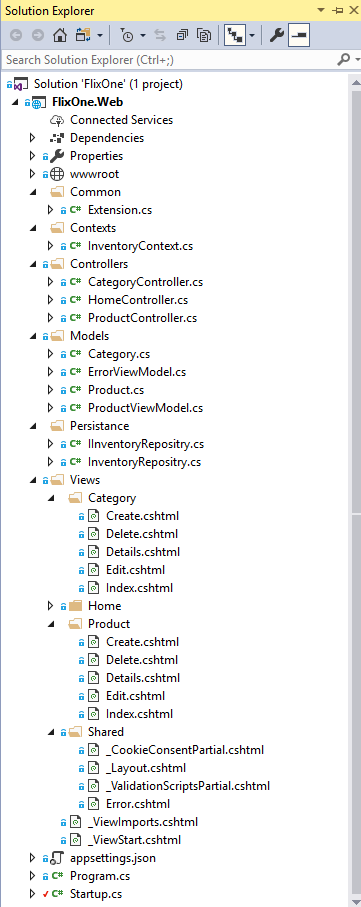 Solution Explorer
Search Solution Explorer (Ctrl+;)
Solution 'FlixOne' (1 project)
FlixOne.Web
Connected Services
Dependencies
Properties
wwwroot
Common
C# Extension.cs
Contexts
C# InventoryContext.cs
Controllers
C# CategoryController.cs
C# HomeController.cs
C# ProductController.cs
Models
C# Category.cs
C# ErrorViewModel.cs
C# Product.cs
C# ProductViewModel.cs
Persistance
C# IInventoryRepositry.cs
C# InventoryRepositry.cs
Views
Category
Create.cshtml
Delete.cshtml
Details.cshtml
Edit.cshtml
Index.cshtml
Home
Product
Create.cshtml
Delete.cshtml
Details.cshtml
Edit.cshtml
Index.cshtml
Shared
_CookieConsentPartial.cshtml
_Layout.cshtml
_ValidationScriptsPartial.cshtml
Error.cshtml
_ViewImports.cshtml
_ViewStart.cshtml
appsettings.json
C# Program.cs
C# Startup.cs